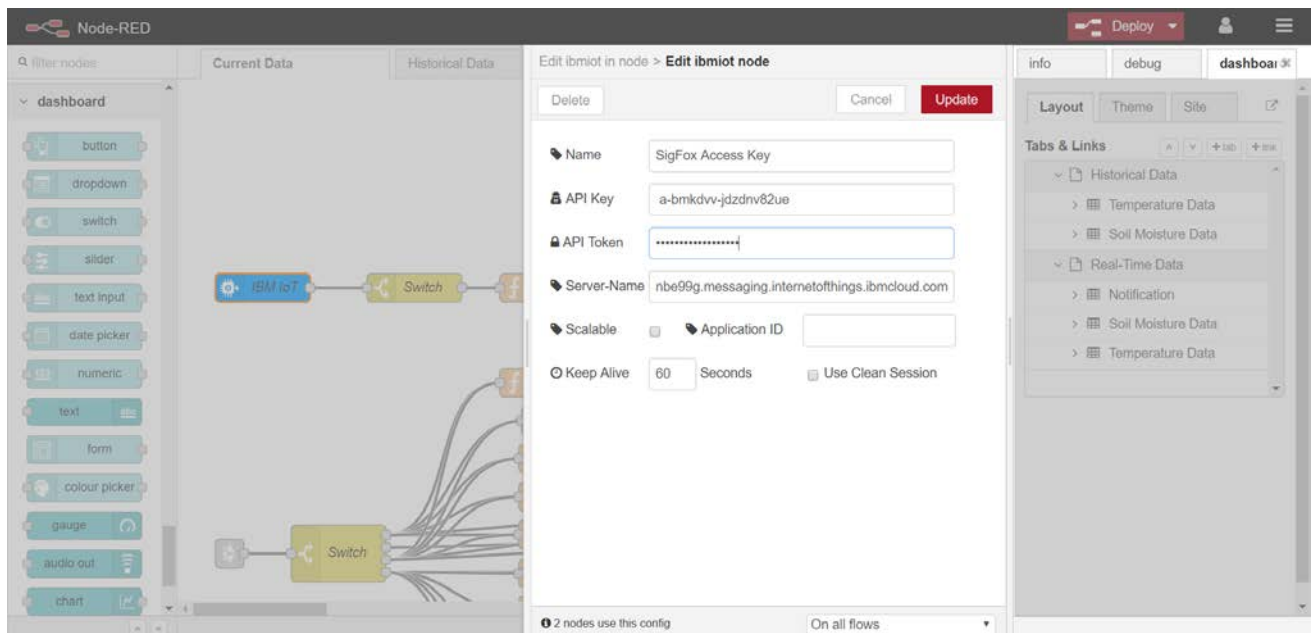 Node-RED
Deploy
filter nodes
Current Data
Historical Data
Edit ibmiot in node > Edit ibmiot node
info
debug
dashboar
dashboard
Delete
Cancel
Update
Layout
Theme
Site
button
Name
SigFox Access Key
Tabs & Links
+ tab
+ link
dropdown
API Key
a-bmkdvv-jdzdnv82ue
Historical Data
Temperature Data
switch
API Token
••••••••••••••••••
Soil Moisture Data
slider
IBM IoT
Switch
f
Server-Name
nbe99g.messaging.internetofthings.ibmcloud.com
Real-Time Data
text input
Notification
date picker
Scalable
Application ID
Soil Moisture Data
numeric
Keep Alive
60
Seconds
Use Clean Session
Temperature Data
text
abc
form
colour picker
gauge
audio out
Switch
chart
2 nodes use this config
On all flows